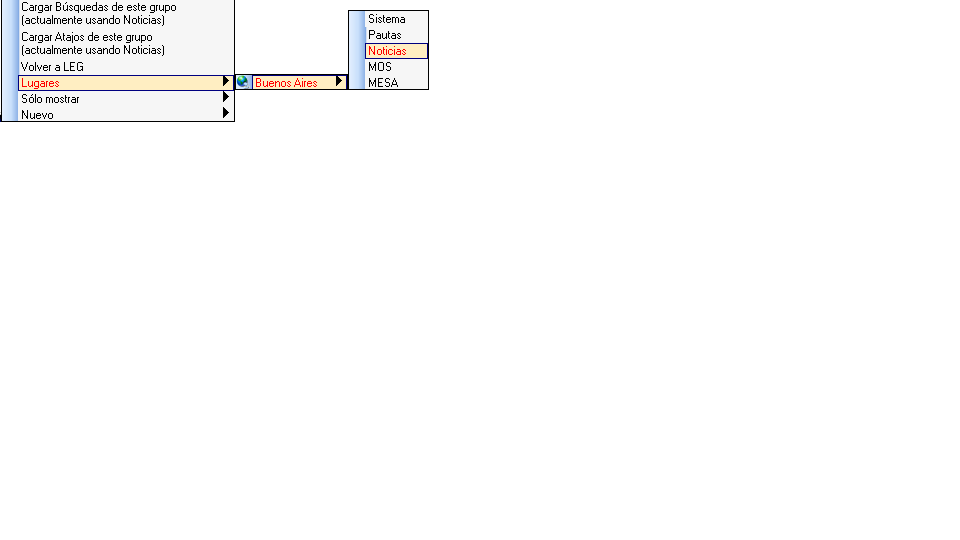 Cargar Búsquedas de este grupo
(actualmente usando Noticias)
Cargar Atajos de este grupo
(actualmente usando Noticias)
Volver a LEG
Lugares
Sólo mostrar
Nuevo
Buenos Aires
Sistema
Pautas
Noticias
MOS
MESA